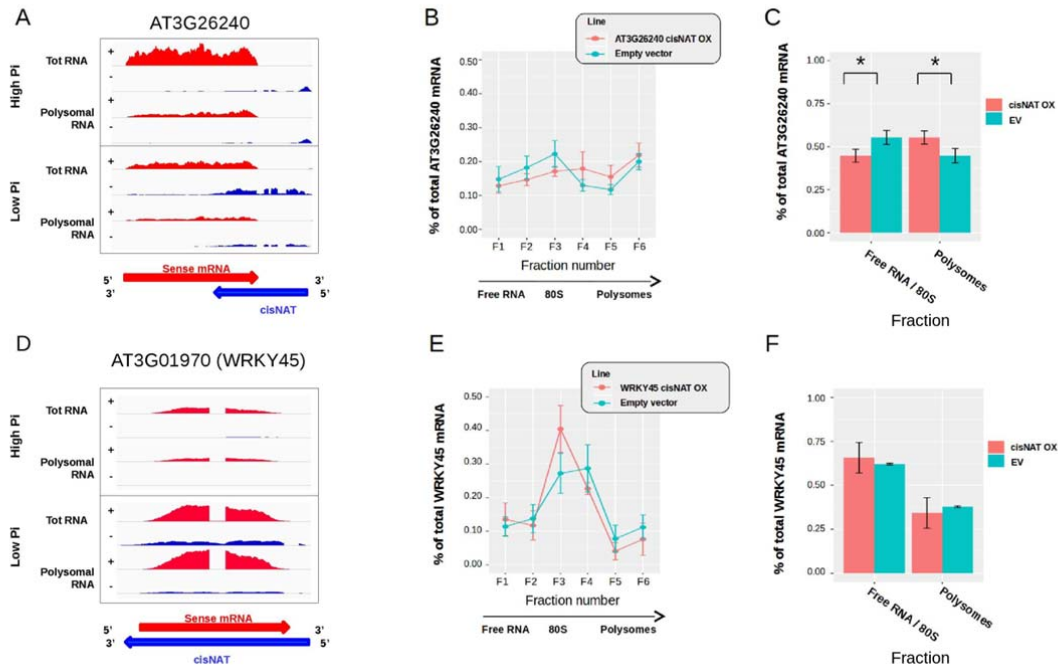 A
AT3G26240
High Pi
Tot RNA
+
-
Polysomal
RNA
+
-
Low Pi
Tot RNA
+
-
Polysomal
RNA
+
-
5'
3'
Sense mRNA
cisNAT
3'
5'
B
Line
AT3G26240 cisNAT OX
Empty vector
% of total AT3G26240 mRNA
0.50
0.40
0.30
0.20
0.10
0.00
F1 F2 F3 F4 F5 F6
Fraction number
Free RNA 80S Polysomes
C
% of total AT3G26240 mRNA
1.00
0.75
0.50
0.25
0.00
* *
cisNAT OX
EV
Free RNA / 80S
Polysomes
Fraction
D
AT3G01970 (WRKY45)
High Pi
Tot RNA
+
-
Polysomal
RNA
+
-
Low Pi
Tot RNA
+
-
Polysomal
RNA
+
-
5'
3'
Sense mRNA
cisNAT
3'
5'
E
Line
WRKY45 cisNAT OX
Empty vector
% of total WRKY45 mRNA
0.50
0.40
0.30
0.20
0.10
0.00
F1 F2 F3 F4 F5 F6
Fraction number
Free RNA 80S Polysomes
F
% of total WRKY45 mRNA
1.00
0.75
0.50
0.25
0.00
cisNAT OX
EV
Free RNA / 80S
Polysomes
Fraction